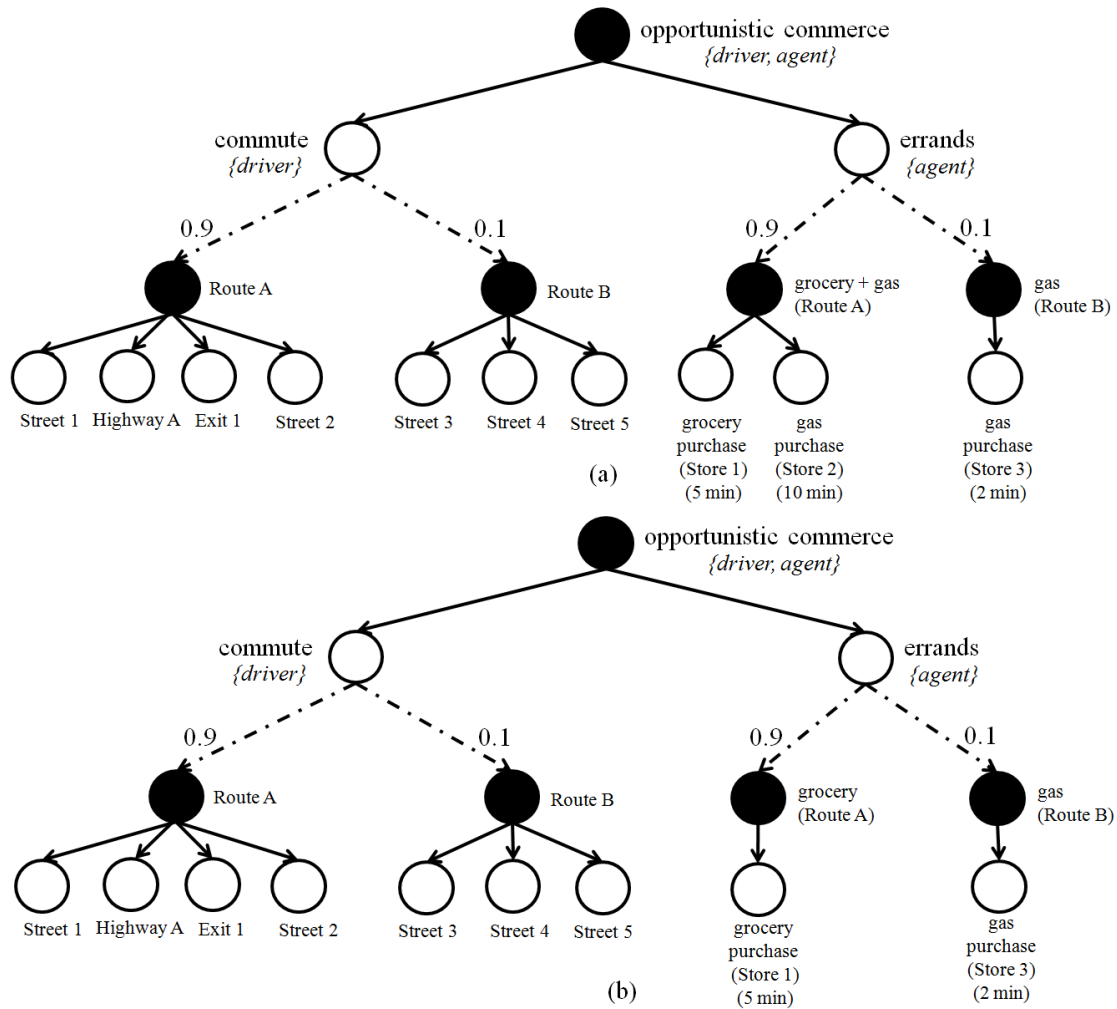 opportunistic commerce
{driver, agent}
commute
{driver}
errands
{agent}
0.9
0.1
0.9
0.1
Route A
Route B
grocery + gas
(Route A)
gas
(Route B)
Street 1
Highway A
Exit 1
Street 2
Street 3
Street 4
Street 5
grocery
purchase
(Store 1)
(5 min)
gas
purchase
(Store 2)
(10 min)
gas
purchase
(Store 3)
(2 min)
(a)
opportunistic commerce
{driver, agent}
commute
{driver}
errands
{agent}
0.9
0.1
0.9
0.1
Route A
Route B
grocery
(Route A)
gas
(Route B)
Street 1
Highway A
Exit 1
Street 2
Street 3
Street 4
Street 5
grocery
purchase
(Store 1)
(5 min)
gas
purchase
(Store 3)
(2 min)
(b)